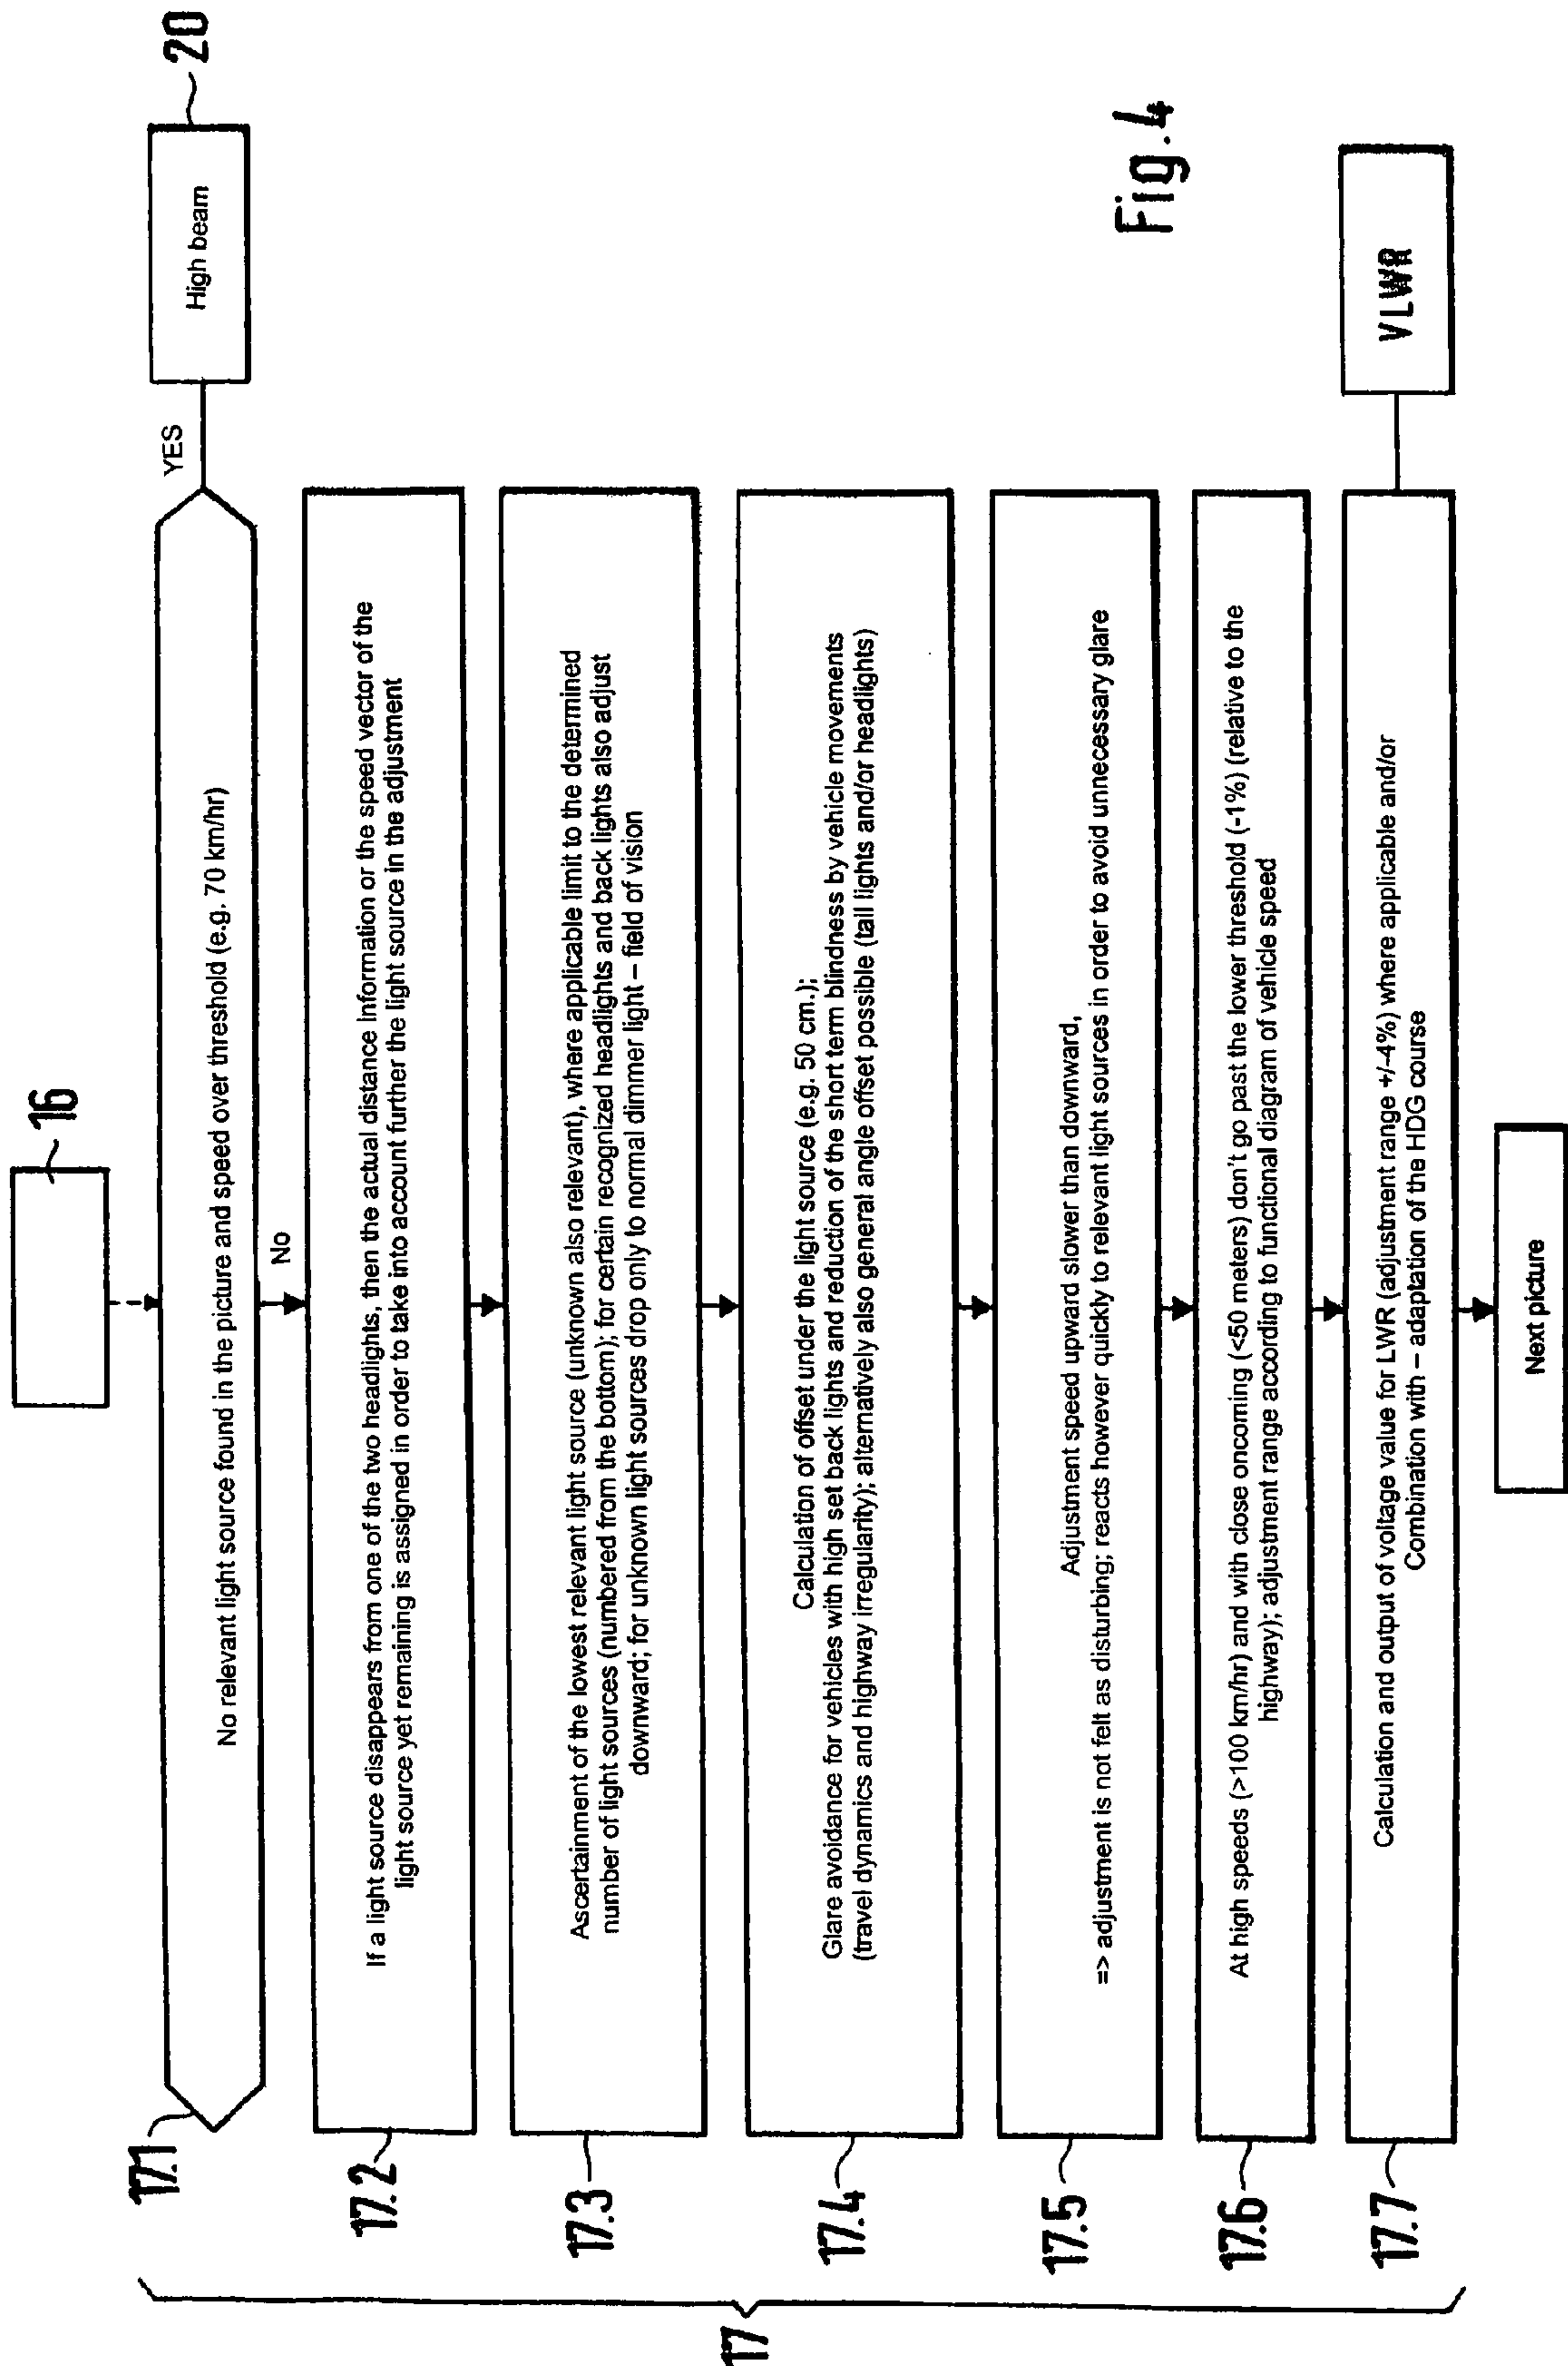 16
17.1
No relevant light source found in the picture and speed over threshold (e.g. 70 km/hr)
YES
High beam
20
No
17.2
If a light source disappears from one of the two headlights, then the actual distance information or the speed vector of the
light source yet remaining is assigned in order to take into account further the light source in the adjustment
17.3
Ascertainment of the lowest relevant light source (unknown also relevant), where applicable limit to the determined
number of light sources (numbered from the bottom); for certain recognized headlights and back lights also adjust
downward; for unknown light sources drop only to normal dimmer light – field of vision
17.4
Calculation of offset under the light source (e.g. 50 cm.);
Glare avoidance for vehicles with high set back lights and reduction of the short term blindness by vehicle movements
(travel dynamics and highway irregularity); alternatively also general angle offset possible (tail lights and/or headlights)
17.5
Adjustment speed upward slower than downward,
=> adjustment is not felt as disturbing; reacts however quickly to relevant light sources in order to avoid unnecessary glare
17.6
At high speeds (>100 km/hr) and with close oncoming (<50 meters) don't go past the lower threshold (-1%) (relative to the
highway); adjustment range according to functional diagram of vehicle speed
17.7
Calculation and output of voltage value for LWR (adjustment range +/-4%) where applicable and/or
Combination with – adaptation of the HDG course
VLWR
Next picture
17
Fig.4